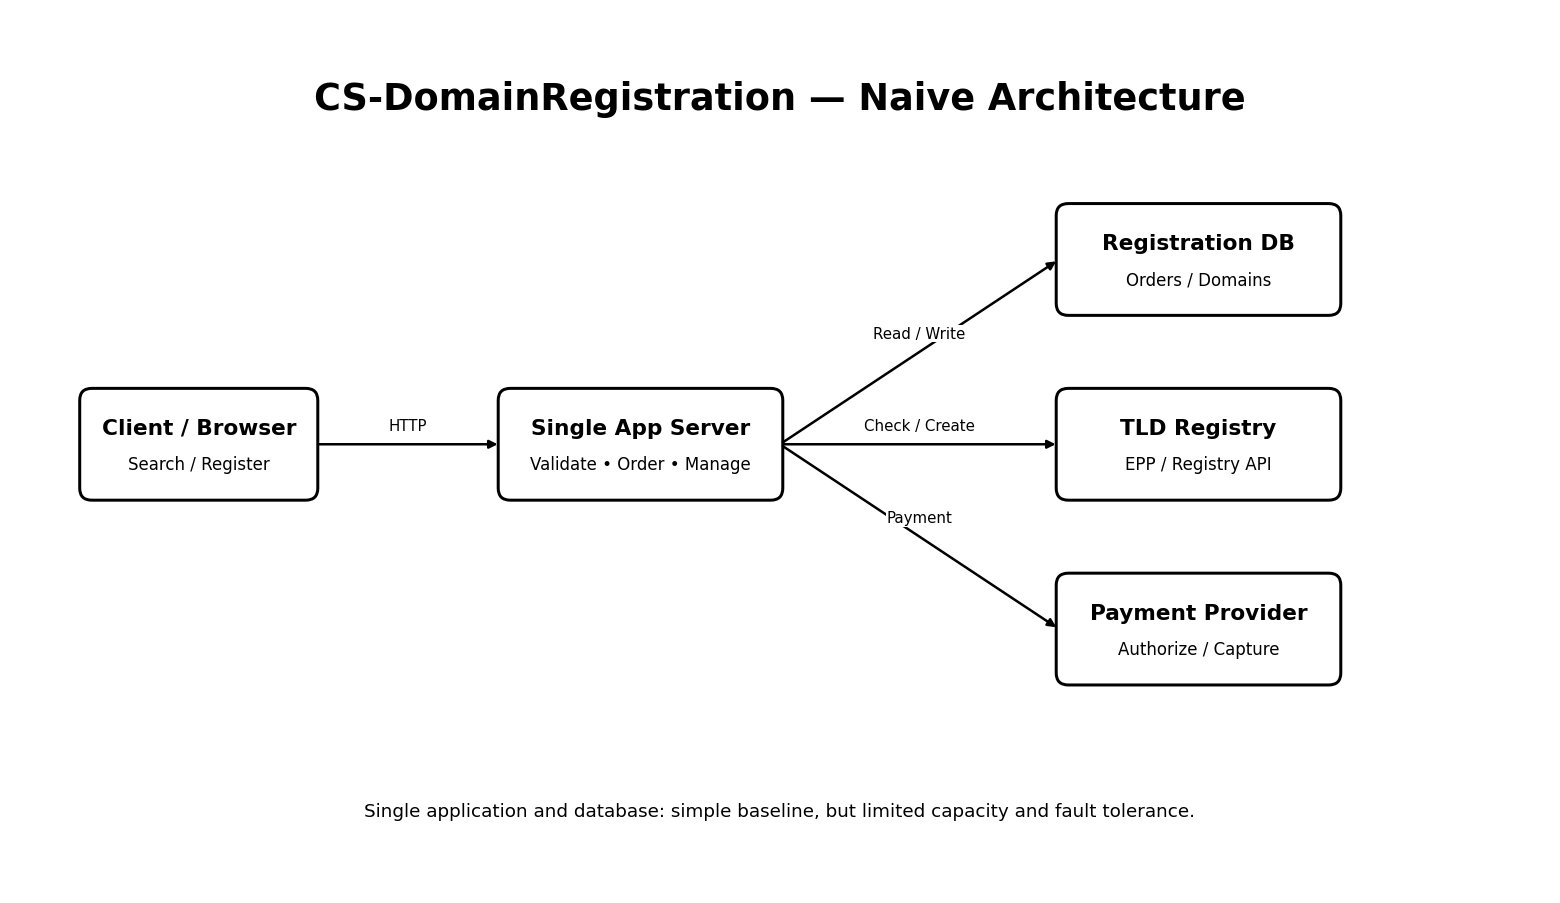 CS-DomainRegistration — Naive Architecture
Registration DB
Orders / Domains
Read / Write
Client / Browser
Search / Register
HTTP
Single App Server
Validate • Order • Manage
Check / Create
TLD Registry
EPP / Registry API
Payment
Payment Provider
Authorize / Capture
Single application and database: simple baseline, but limited capacity and fault tolerance.